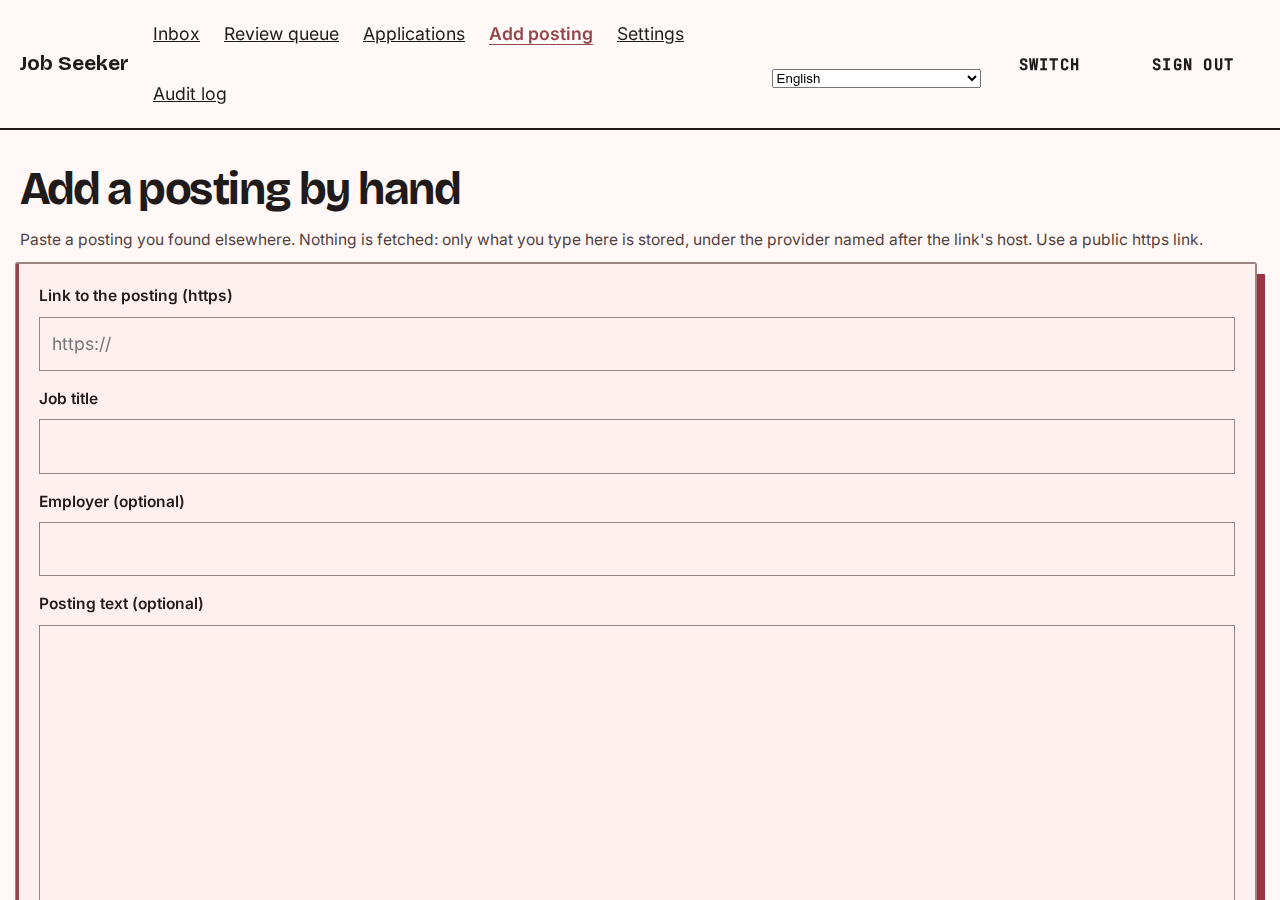 Job Seeker
Inbox Review queue Applications Add posting Settings
Audit log
English
SWITCH
SIGN OUT
Add a posting by hand
Paste a posting you found elsewhere. Nothing is fetched: only what you type here is stored, under the provider named after the link's host. Use a public https link.
Link to the posting (https)
https://
Job title
Employer (optional)
Posting text (optional)